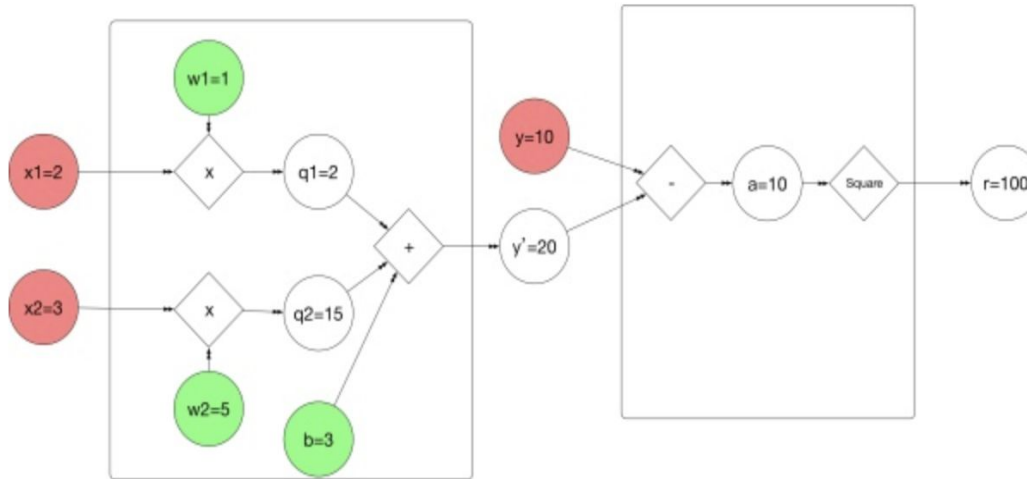 w1=1
x1=2
x
q1=2
+
x2=3
x
q2=15
w2=5
b=3
y=10
y'=20
-
a=10
Square
r=100